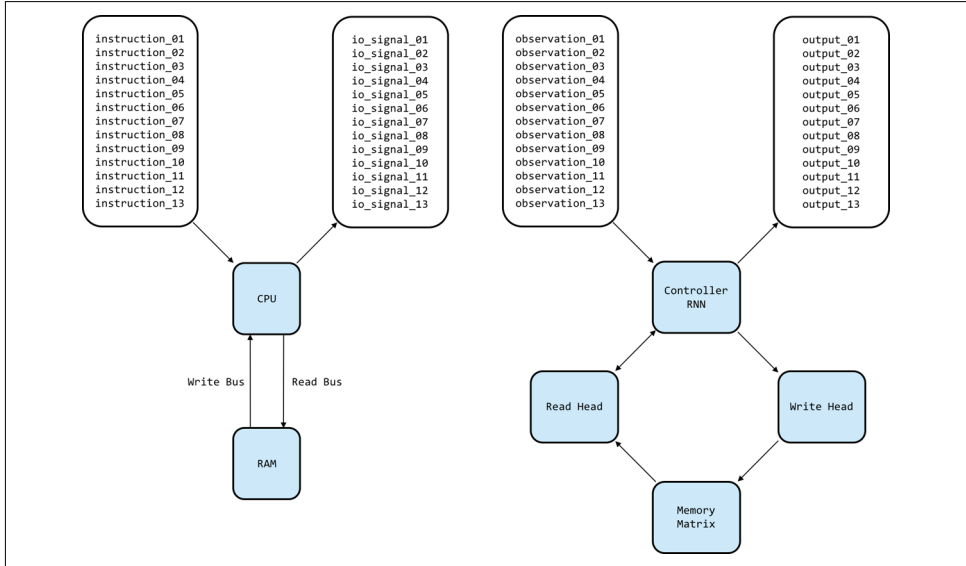 instruction_01
instruction_02
instruction_03
instruction_04
instruction_05
instruction_06
instruction_07
instruction_08
instruction_09
instruction_10
instruction_11
instruction_12
instruction_13
io_signal_01
io_signal_02
io_signal_03
io_signal_04
io_signal_05
io_signal_06
io_signal_07
io_signal_08
io_signal_09
io_signal_10
io_signal_11
io_signal_12
io_signal_13
CPU
Write Bus
Read Bus
RAM
observation_01
observation_02
observation_03
observation_04
observation_05
observation_06
observation_07
observation_08
observation_09
observation_10
observation_11
observation_12
observation_13
output_01
output_02
output_03
output_04
output_05
output_06
output_07
output_08
output_09
output_10
output_11
output_12
output_13
Controller
RNN
Read Head
Write Head
Memory
Matrix